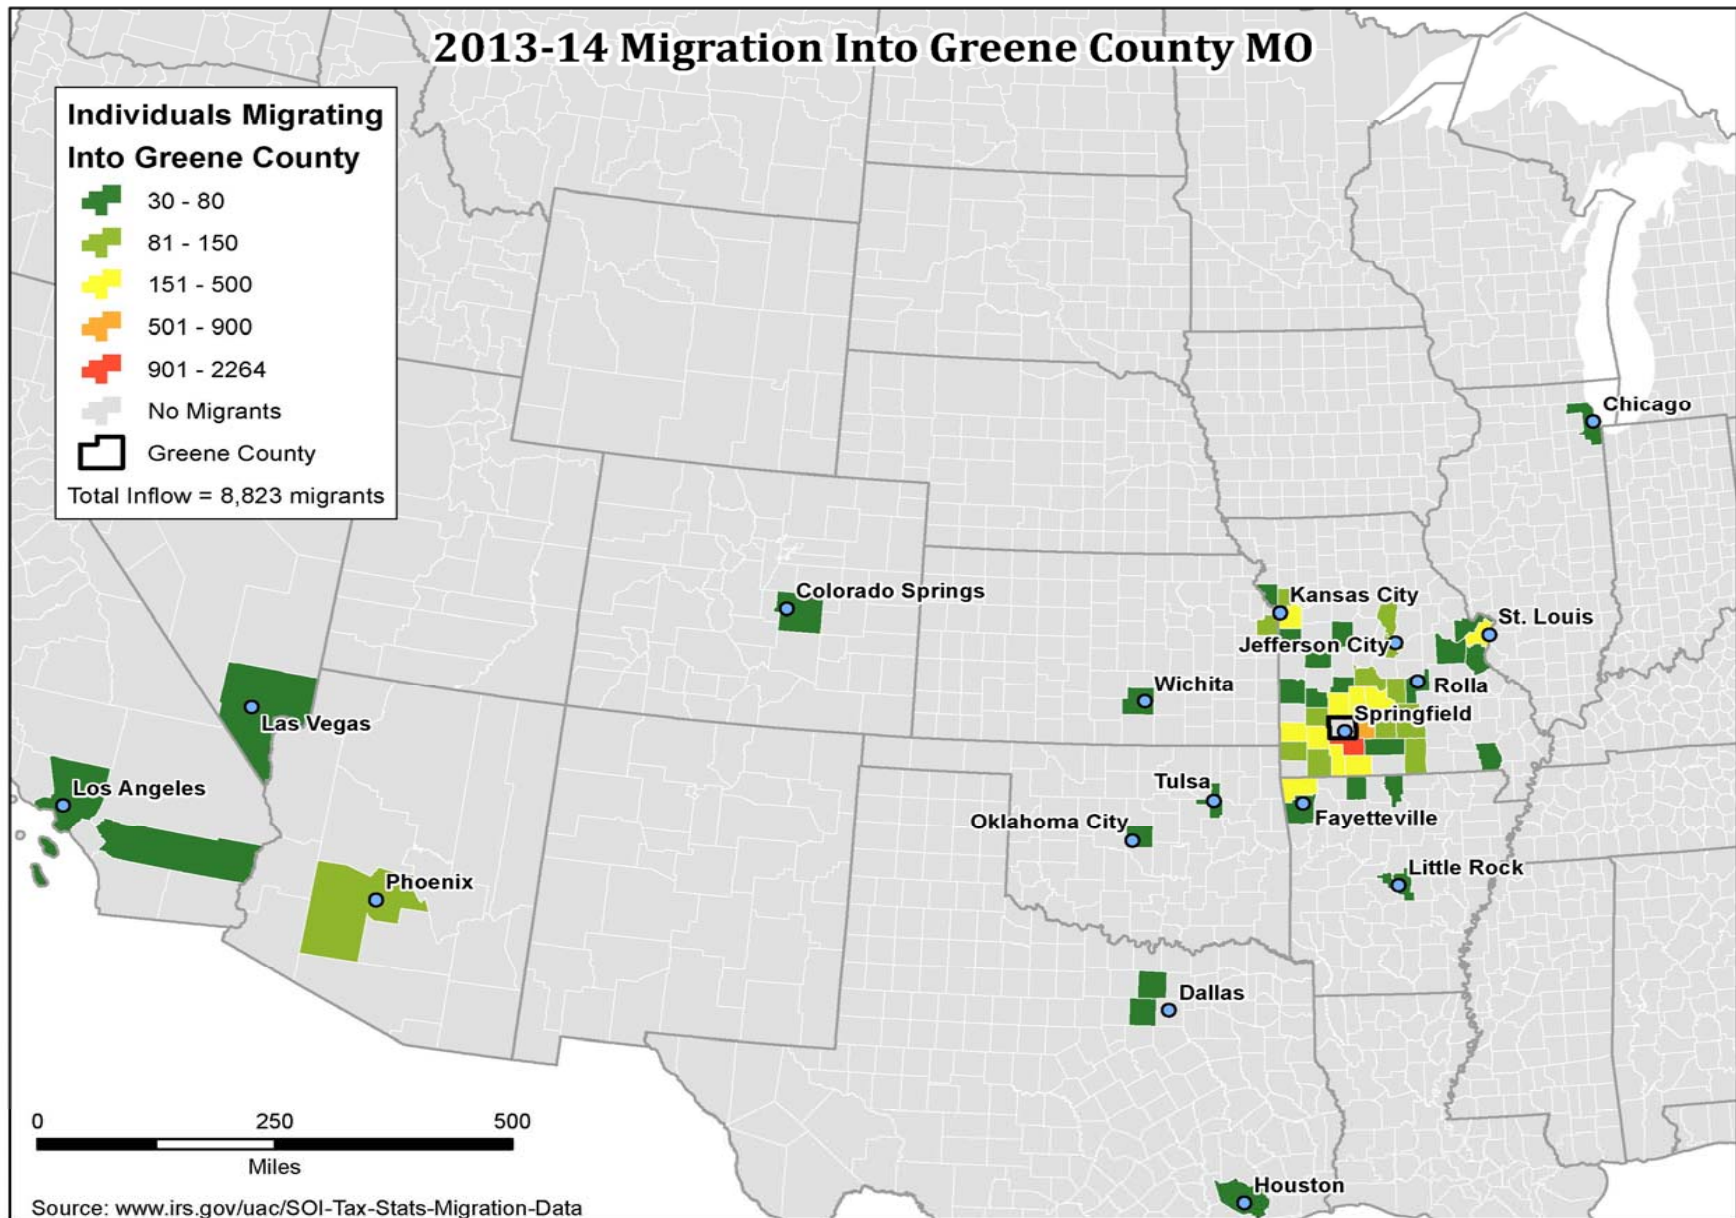 2013-14 Migration Into Greene County MO
Individuals Migrating
Into Greene County
30 - 80
81 - 150
151 - 500
501 - 900
901 - 2264
No Migrants
Greene County
Total Inflow = 8,823 migrants
Chicago
Colorado Springs
Kansas City
St. Louis
Jefferson City
Wichita
Rolla
Las Vegas
Springfield
Los Angeles
Tulsa
Oklahoma City
Fayetteville
Phoenix
Little Rock
Dallas
0 250 500
Miles
Houston
Source: www.irs.gov/uac/SOI-Tax-Stats-Migration-Data